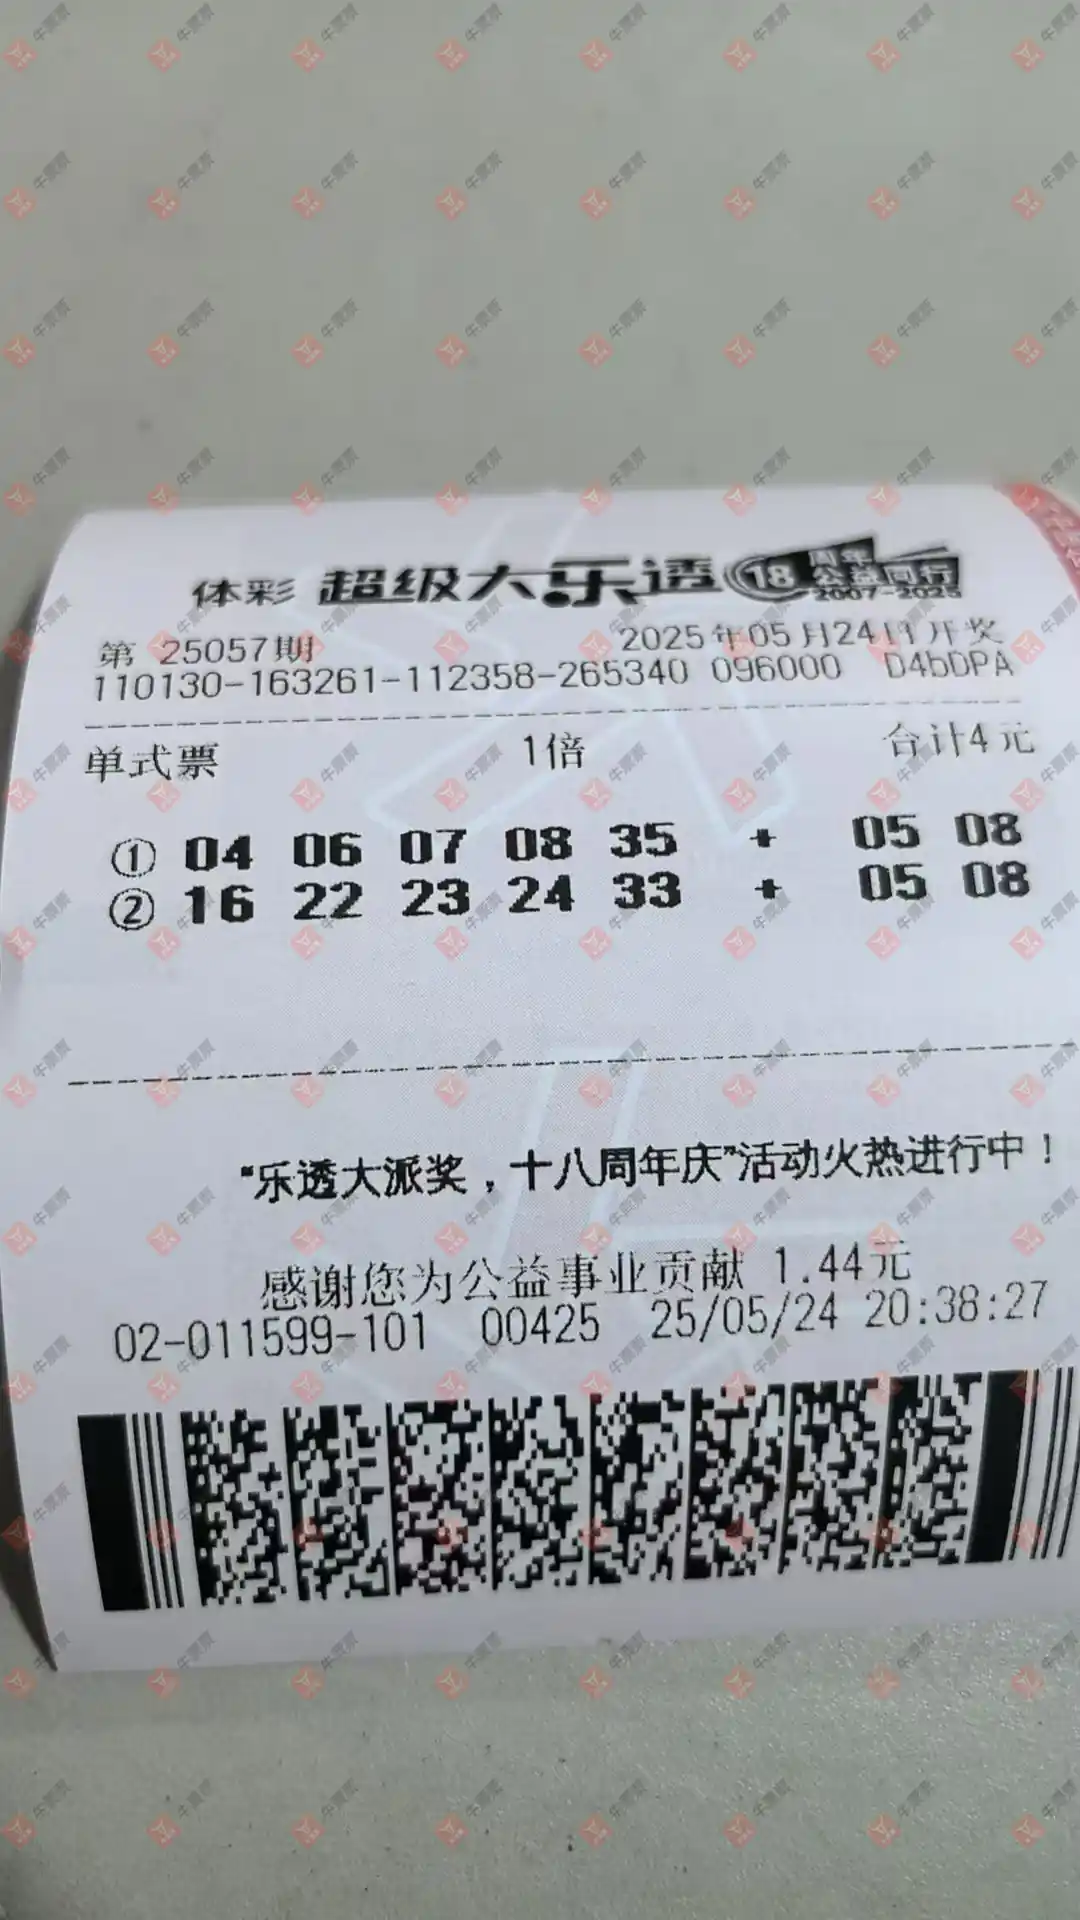 体彩 超级大乐透 18 周年 公益同行 2007-2025
第 25057期 2025年05月24日开奖
110130-163261-112358-265340 096000 D4bDPA
单式票 1倍 合计4元
① 04 06 07 08 35 + 05 08
② 16 22 23 24 33 + 05 08
“乐透大派奖，十八周年庆”活动火热进行中！
感谢您为公益事业贡献 1.44元
02-011599-101 00425 25/05/24 20:38:27
牛票票